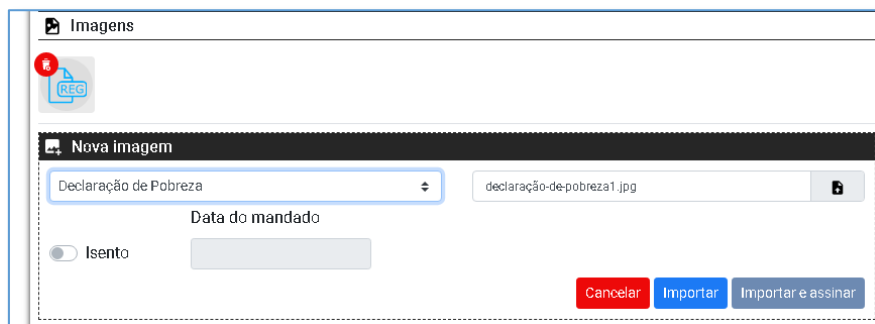 Imagens
REG
Nova imagem
Declaração de Pobreza
declaração-de-pobreza1.jpg
Data do mandado
Isento
Cancelar Importar Importar e assinar